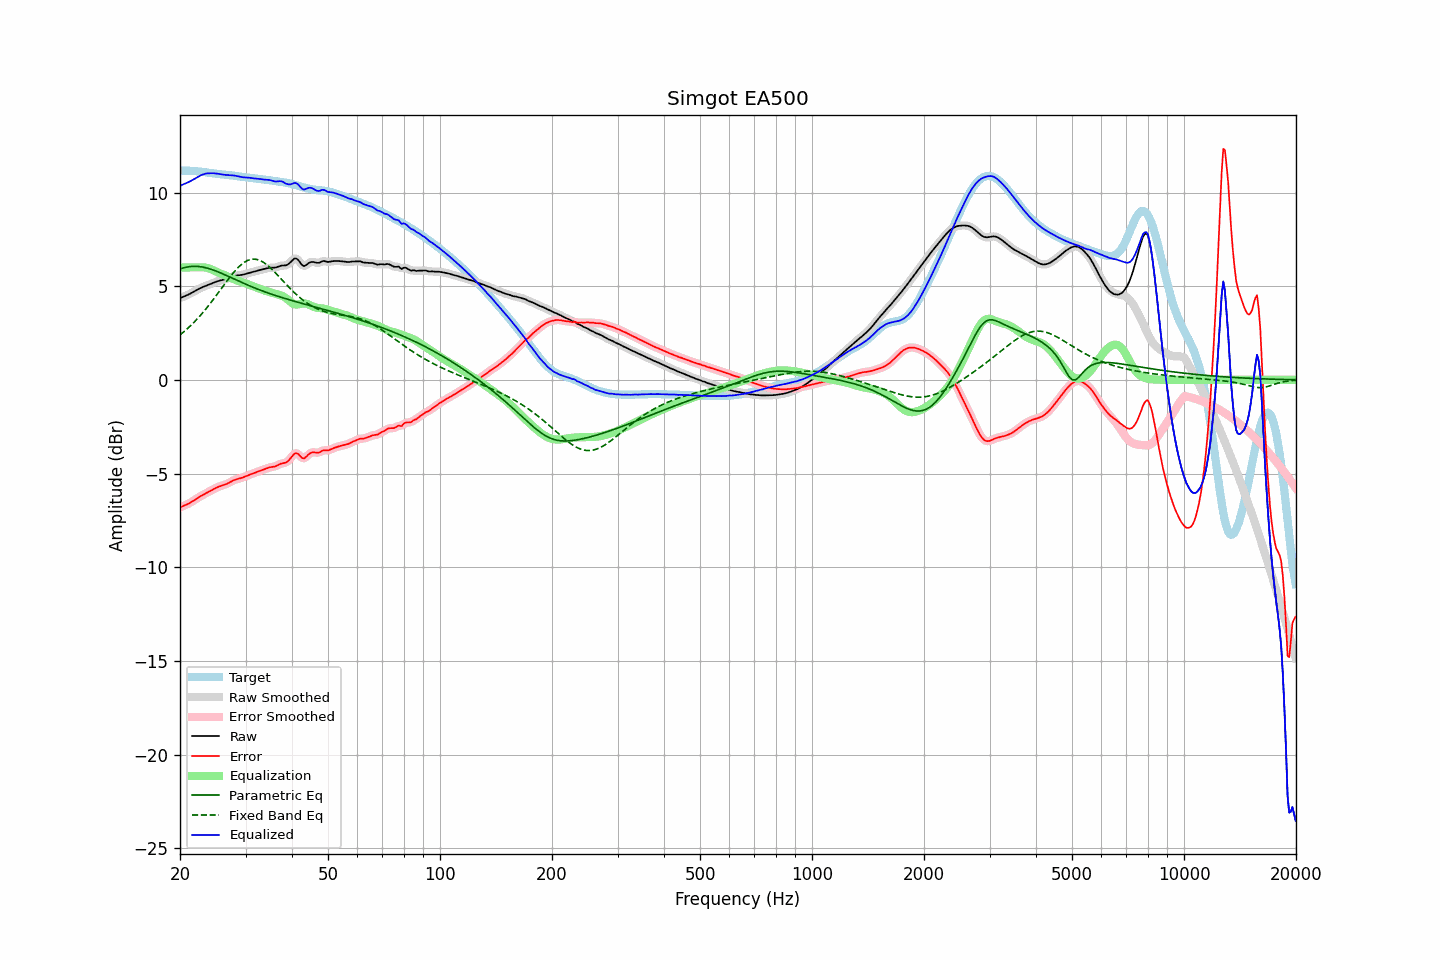 Simgot EA500
Amplitude (dBr)
10
5
0
−5
−10
−15
−20
−25
Target
Raw Smoothed
Error Smoothed
Raw
Error
Equalization
Parametric Eq
Fixed Band Eq
Equalized
20 50 100 200 500 1000 2000 5000 10000 20000
Frequency (Hz)